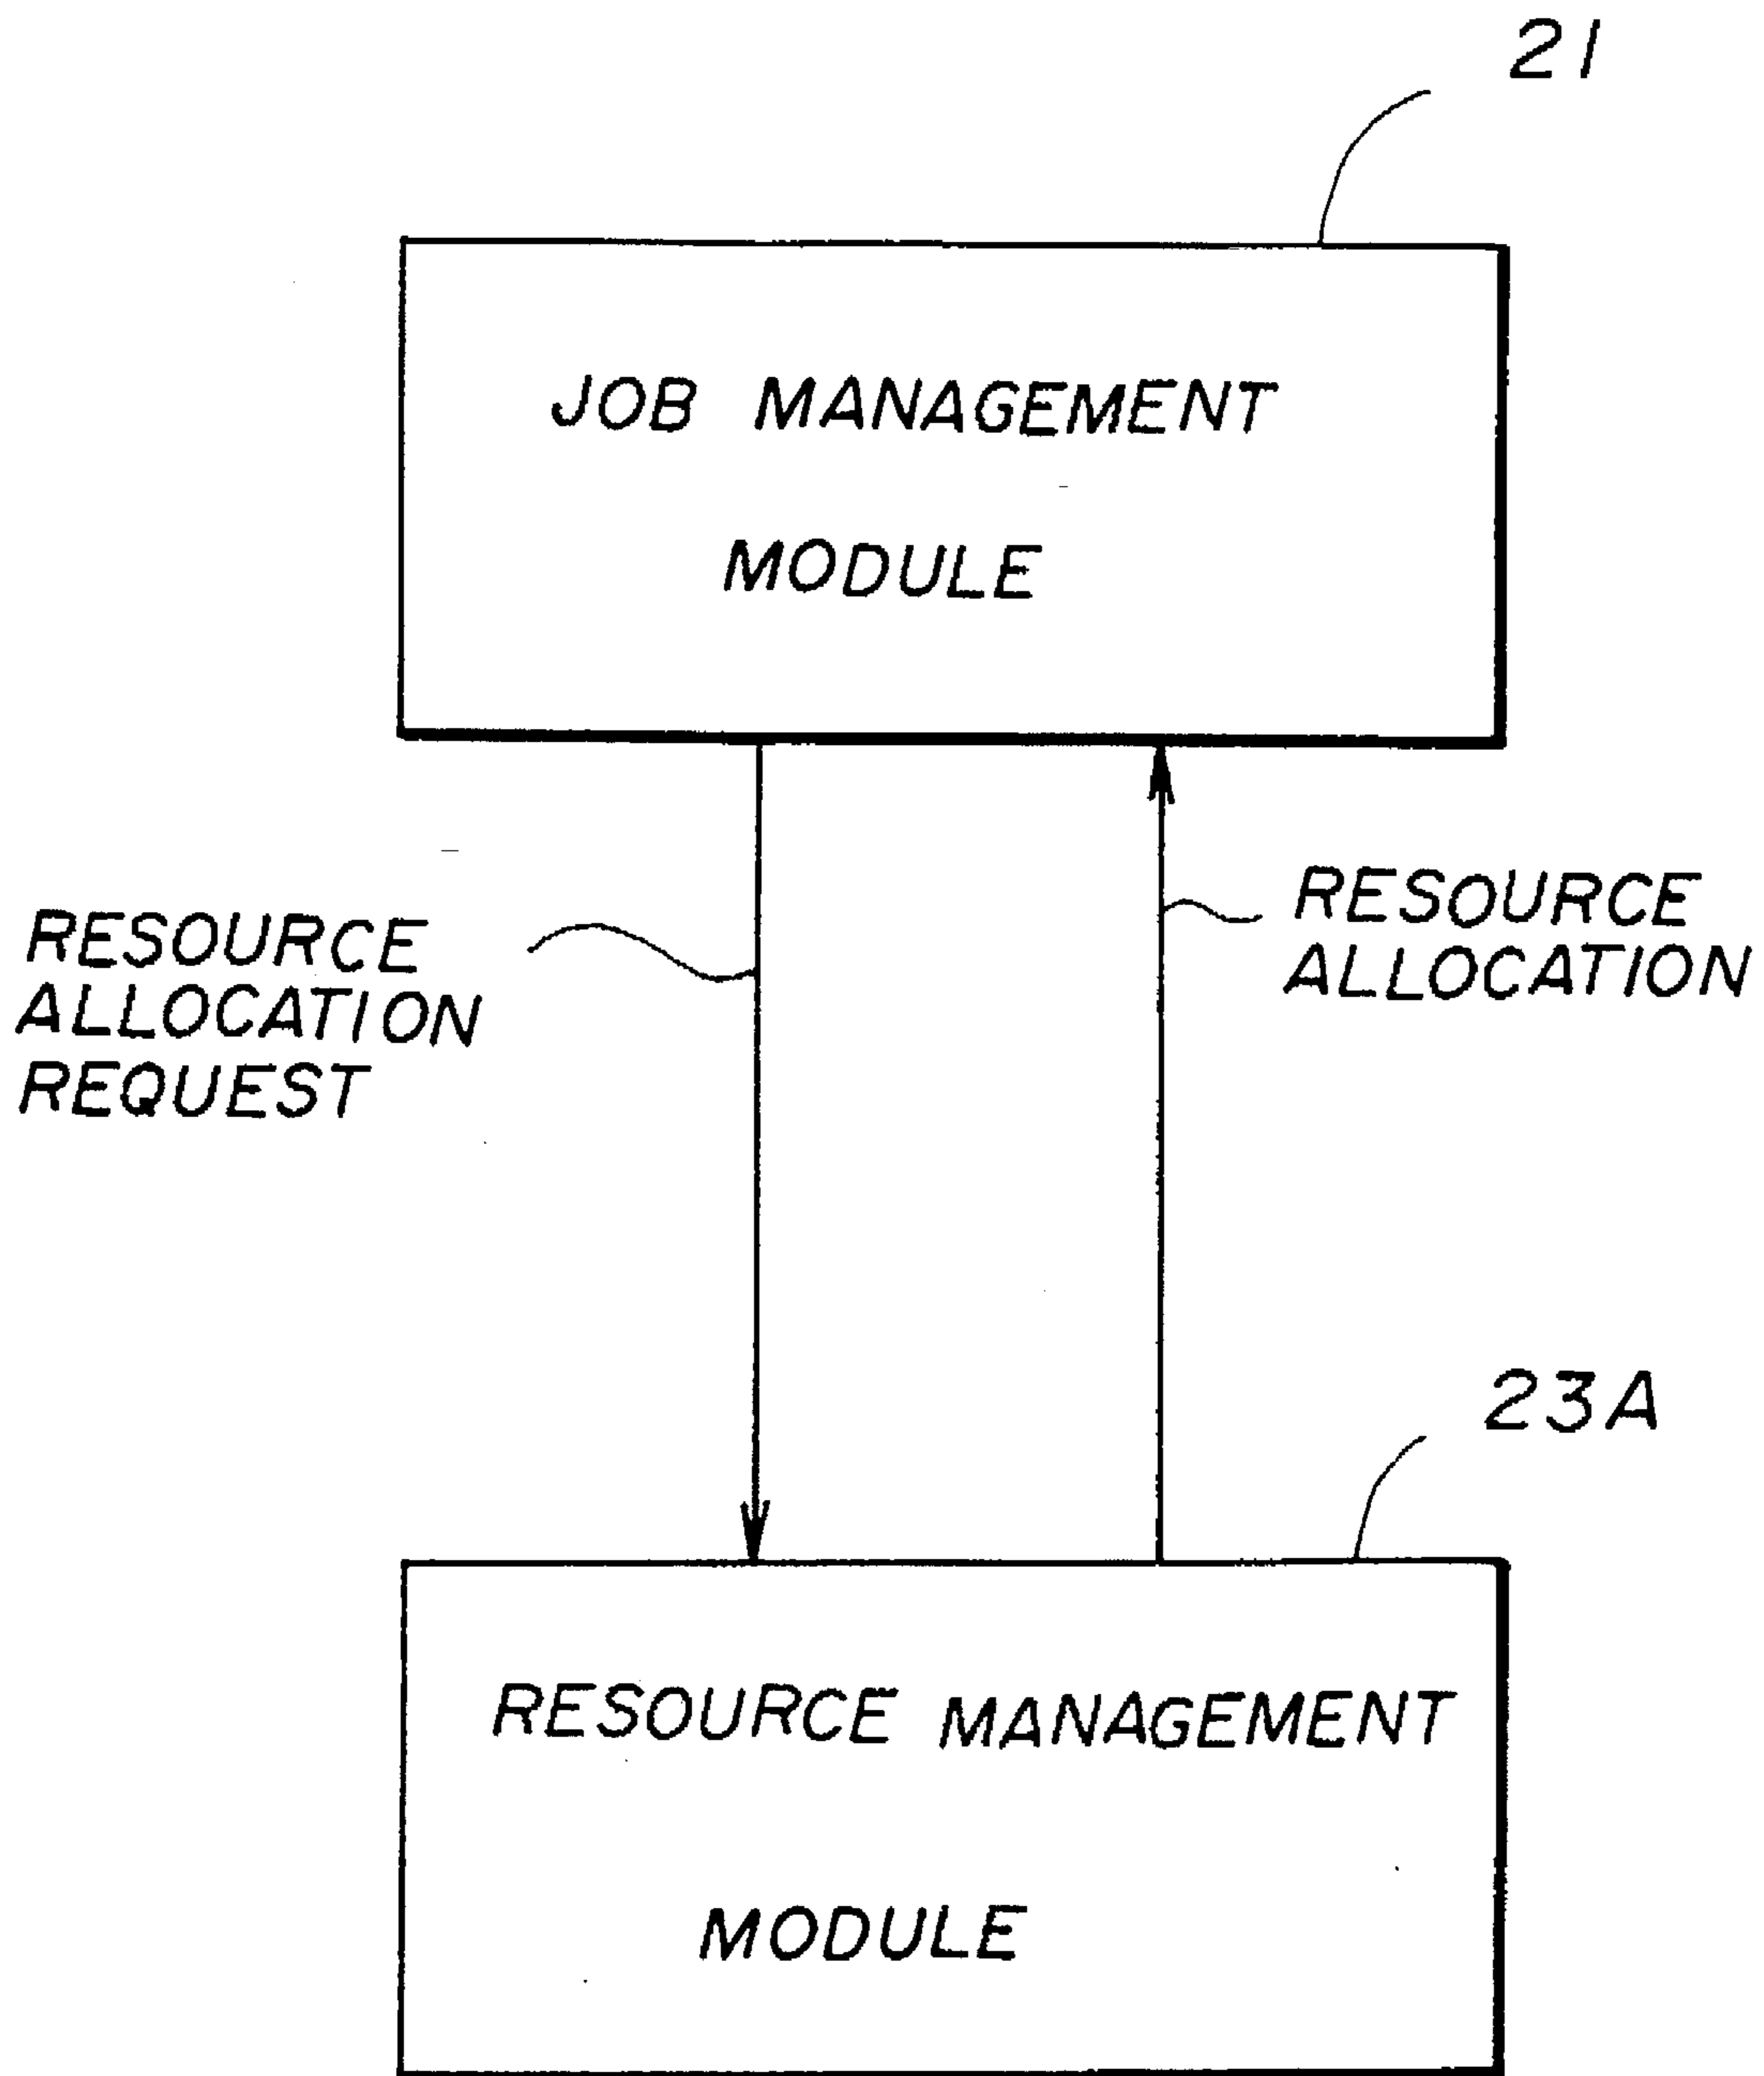 21
JOB MANAGEMENT
MODULE
RESOURCE
ALLOCATION
REQUEST
RESOURCE
ALLOCATION
23A
RESOURCE MANAGEMENT
MODULE